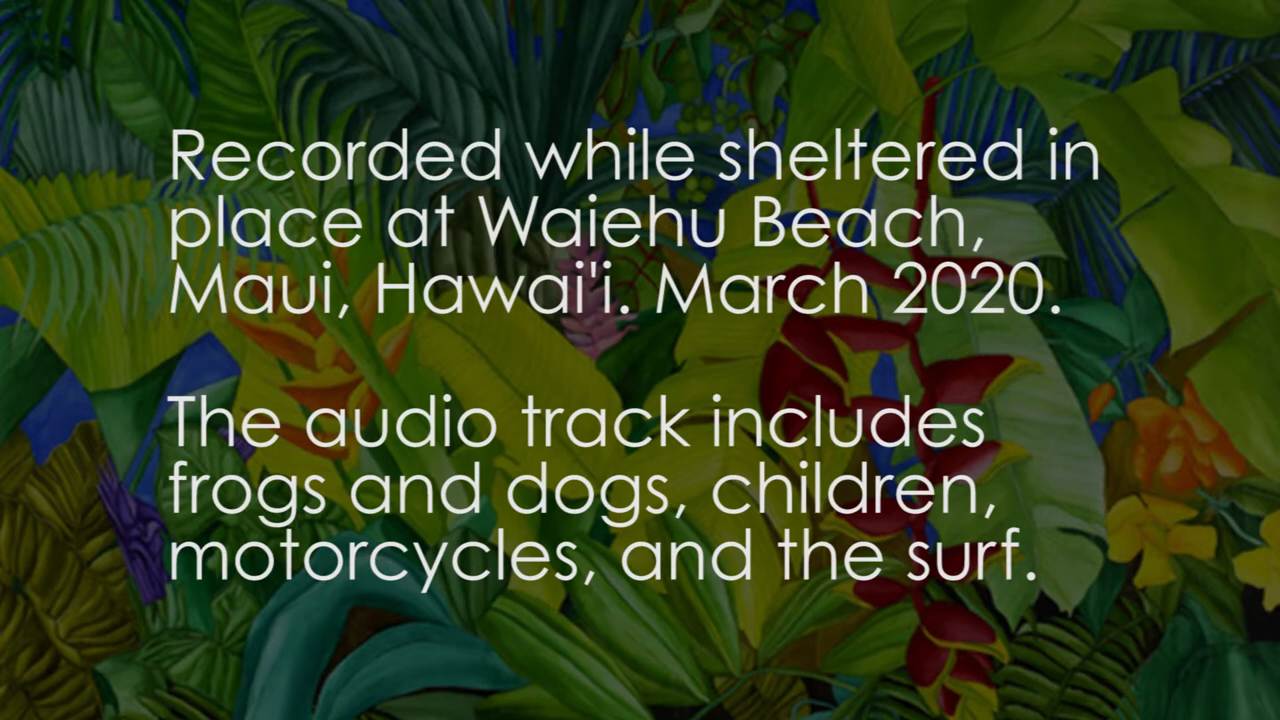 Recorded while sheltered in
place at Waiehu Beach,
Maui, Hawai'i. March 2020.
The audio track includes
frogs and dogs, children,
motorcycles, and the surf.